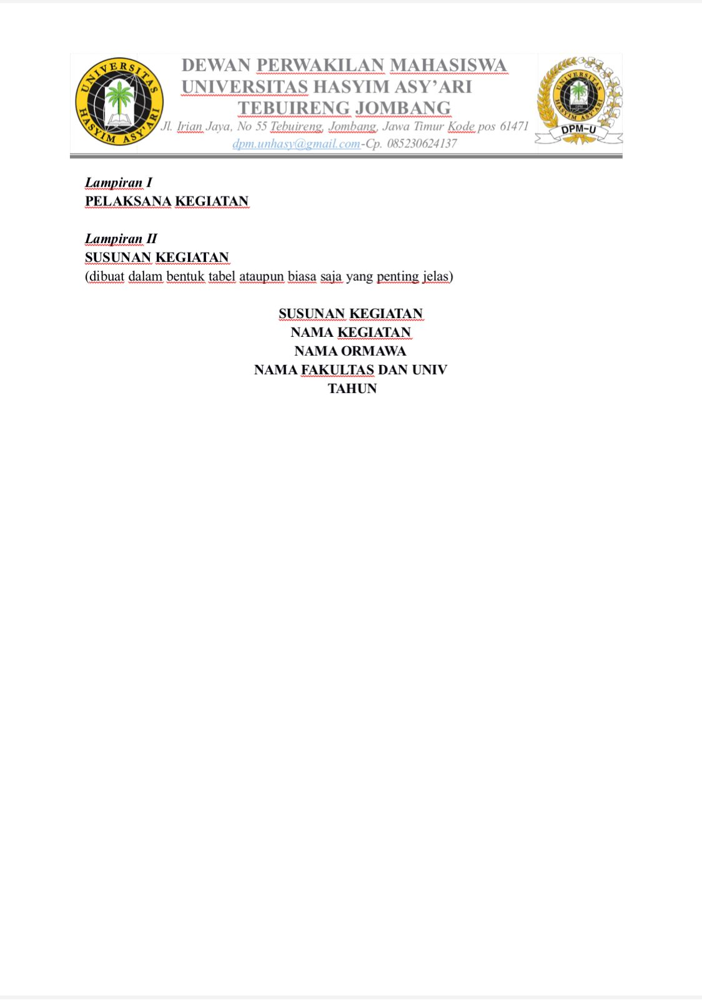 DEWAN PERWAKILAN MAHASISWA
UNIVERSITAS HASYIM ASY’ARI
TEBUIRENG JOMBANG
Jl. Irian Jaya, No 55 Tebuireng, Jombang, Jawa Timur Kode pos 61471
dpm.unhasy@gmail.com-Cp. 085230624137
UNIVERSITAS
HASYIM ASY'ARI
UNIVERSITAS
HASYIM ASY'ARI
DPM
DPM-U
Lampiran I
PELAKSANA KEGIATAN
Lampiran II
SUSUNAN KEGIATAN
(dibuat dalam bentuk tabel ataupun biasa saja yang penting jelas)
SUSUNAN KEGIATAN
NAMA KEGIATAN
NAMA ORMAWA
NAMA FAKULTAS DAN UNIV
TAHUN